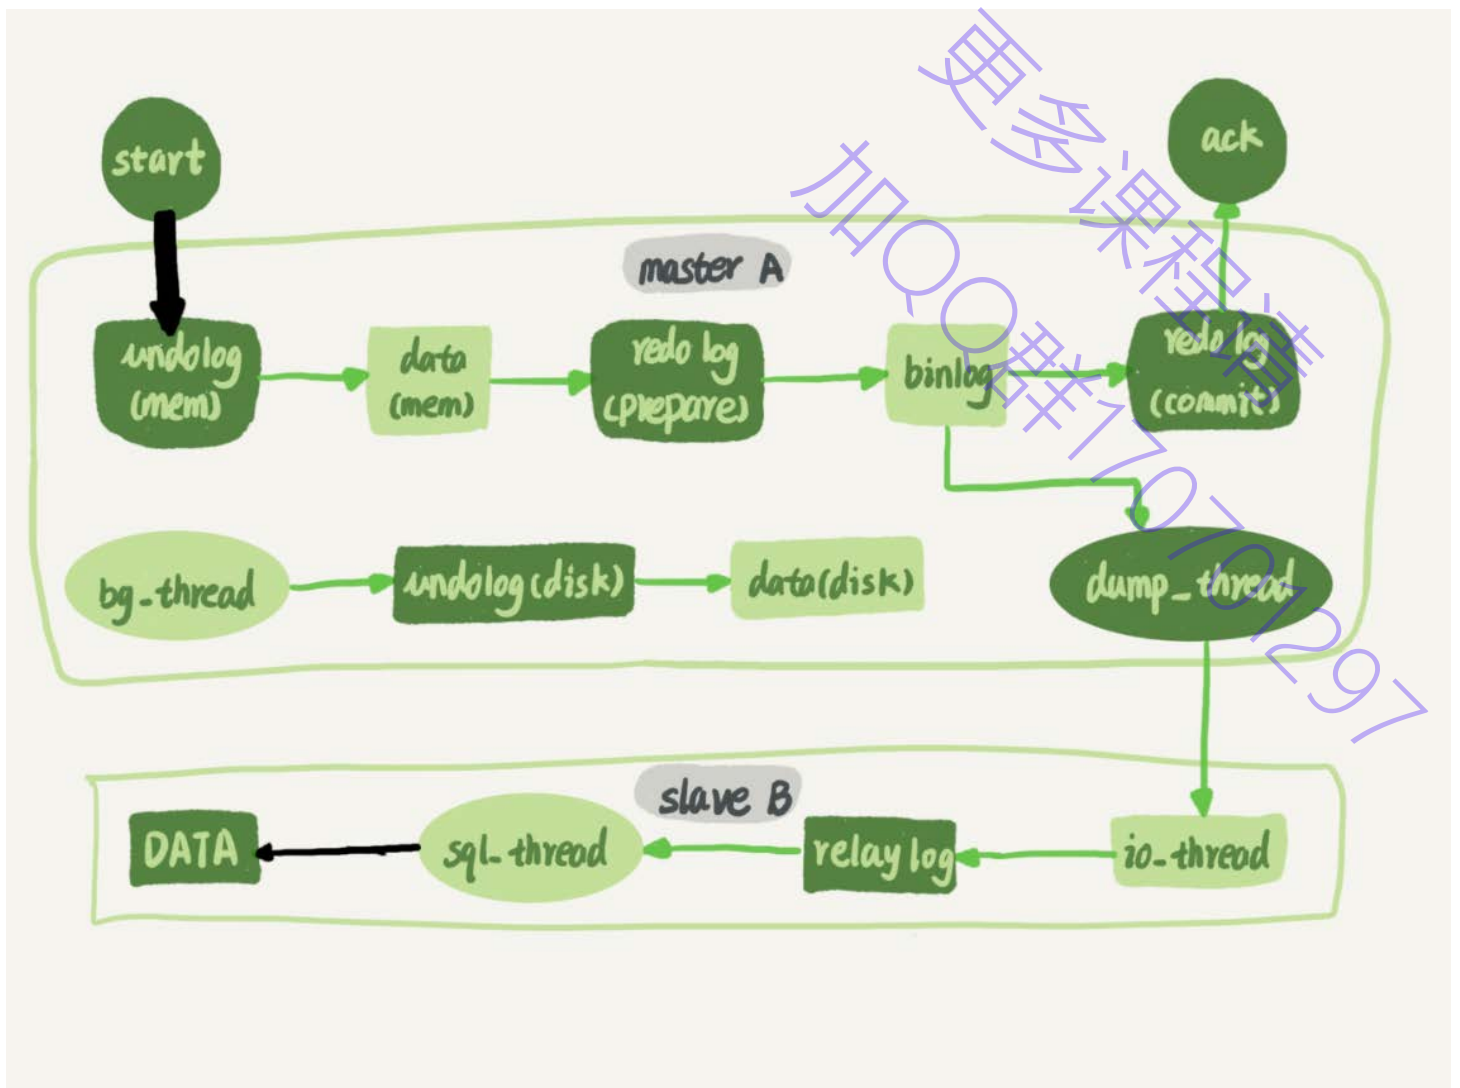 start
ack
master A
undolog
(mem)
data
(mem)
redo log
(prepare)
binlog
redo log
(commit)
bg_thread
undolog(disk)
data(disk)
dump_thread
slave B
DATA
sql_thread
relay log
io_thread
更多课程请
加QQ群1707701297